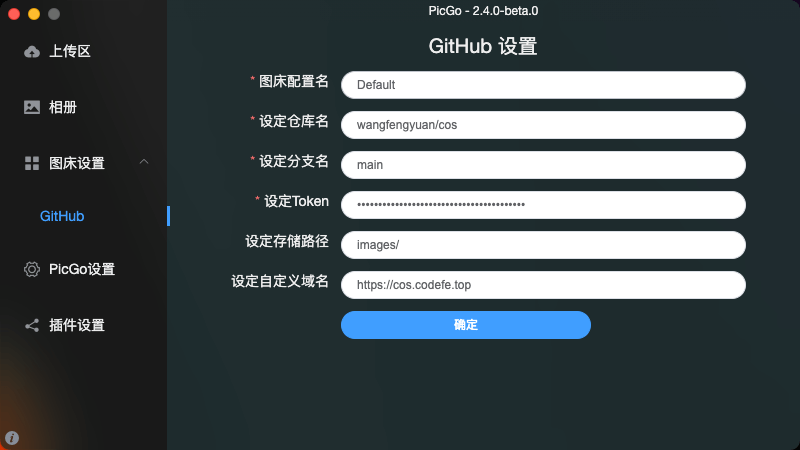 PicGo - 2.4.0-beta.0
上传区
相册
图床设置
GitHub
PicGo设置
插件设置
GitHub 设置
* 图床配置名 Default
* 设定仓库名 wangfengyuan/cos
* 设定分支名 main
* 设定Token ••••••••••••••••••••••••••••••••••••••••
设定存储路径 images/
设定自定义域名 https://cos.codefe.top
确定